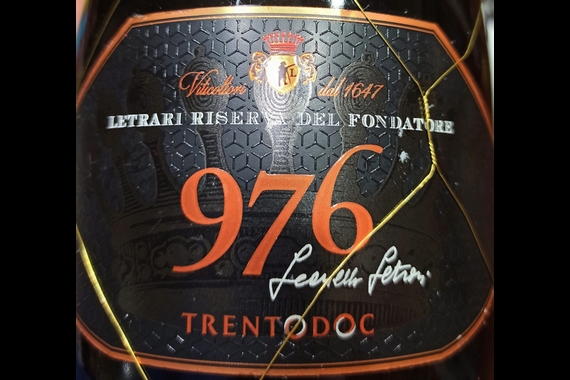 Viticoltori dal 1647
LETRARI RISERVA DEL FONDATORE
976
TRENTODOC